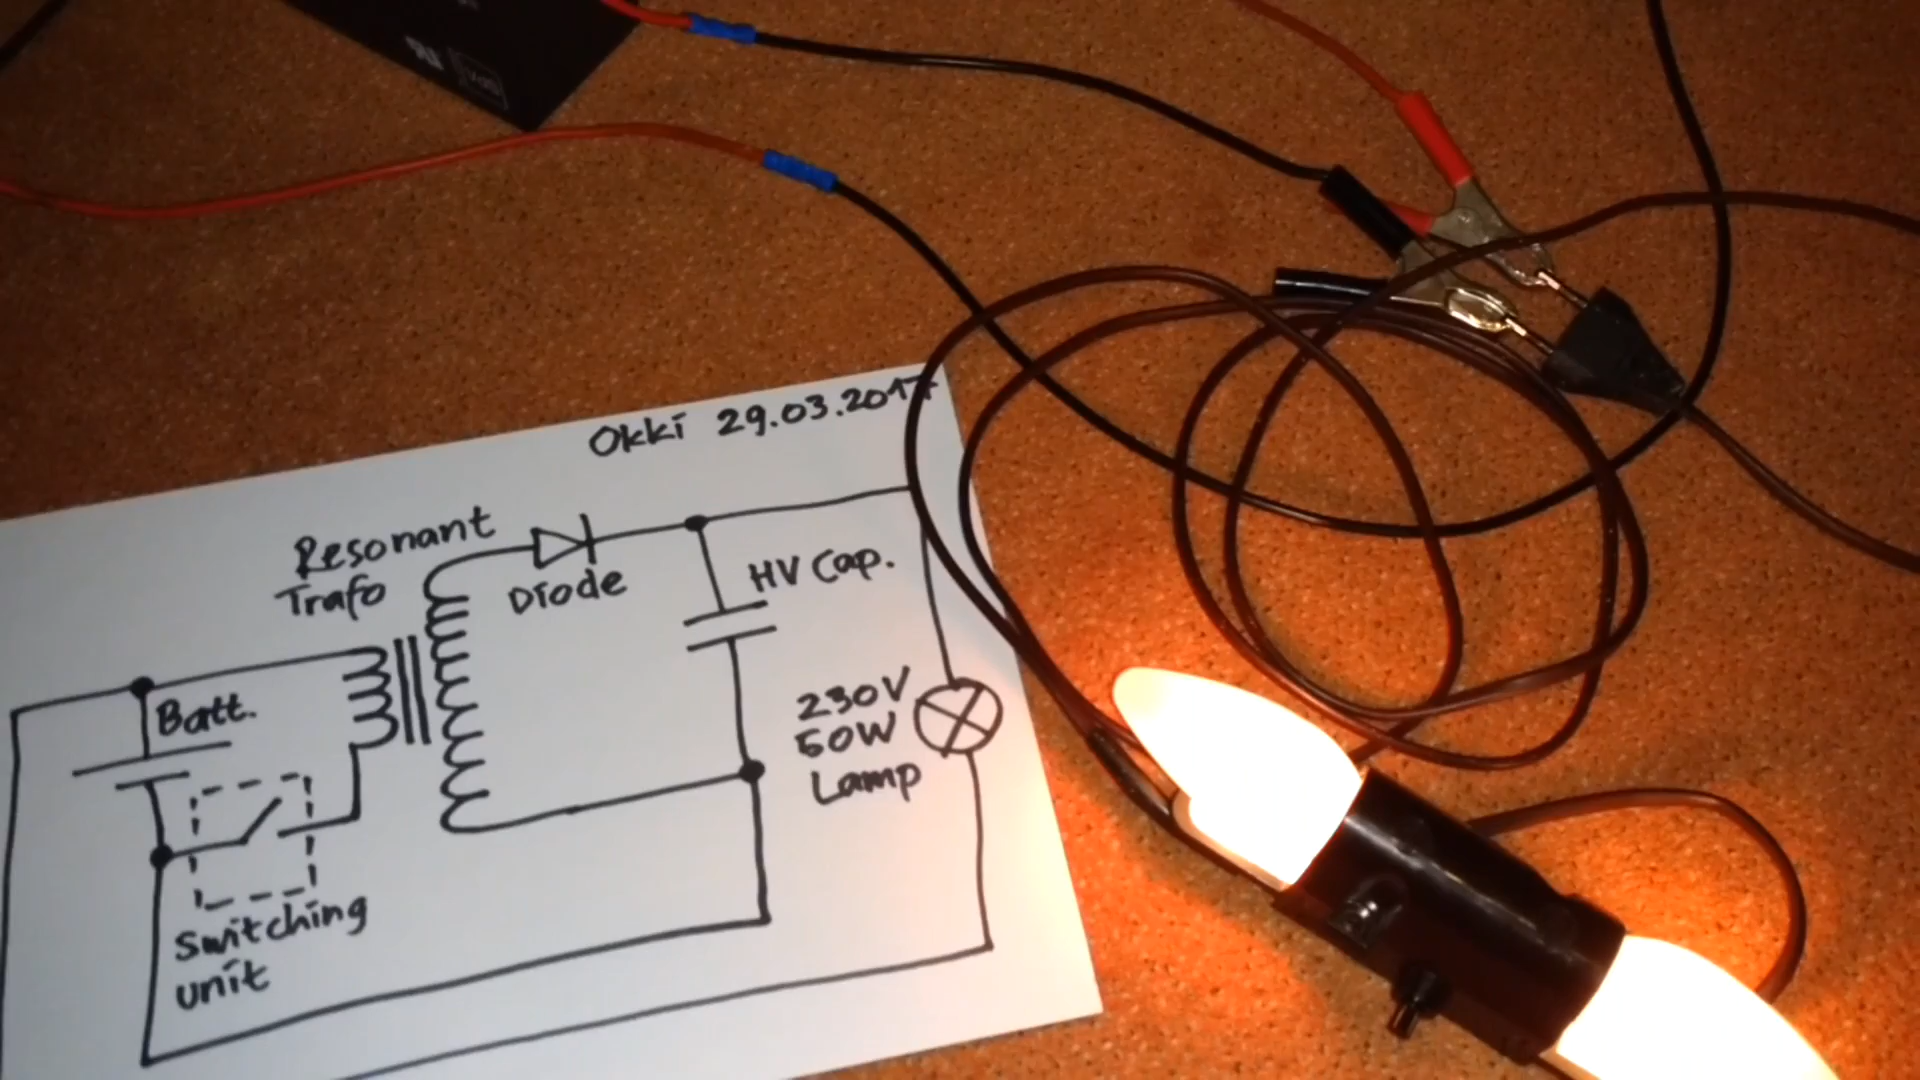 Okki 29.03.2017
Resonant
Trafo
Diode
HV Cap.
Batt.
230V
50W
Lamp
Switching
unit